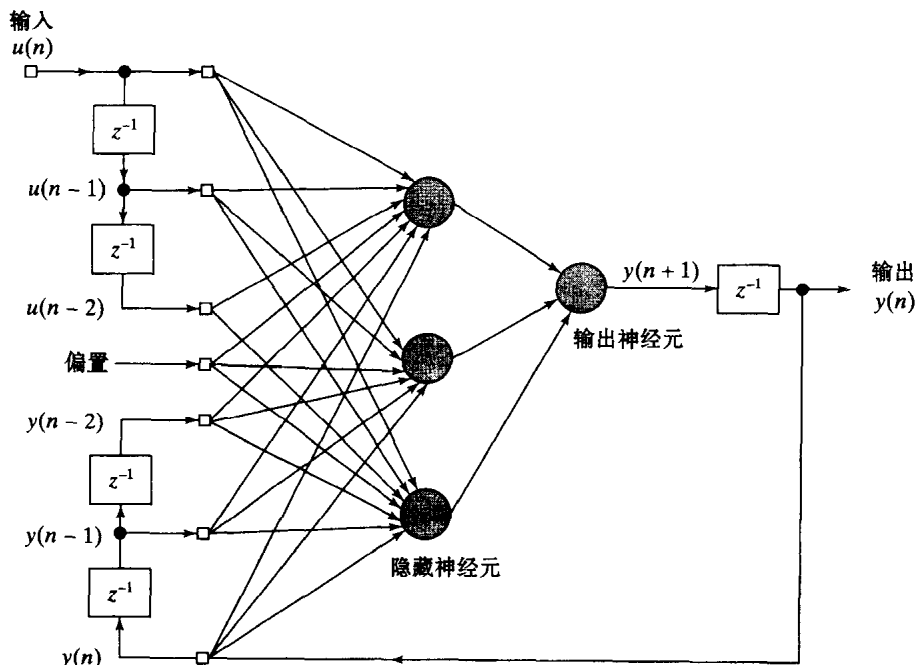 输入
u(n)
z⁻¹
u(n − 1)
z⁻¹
u(n − 2)
偏置
y(n − 2)
z⁻¹
y(n − 1)
z⁻¹
y(n)
隐藏神经元
输出神经元
y(n + 1)
z⁻¹
输出
y(n)